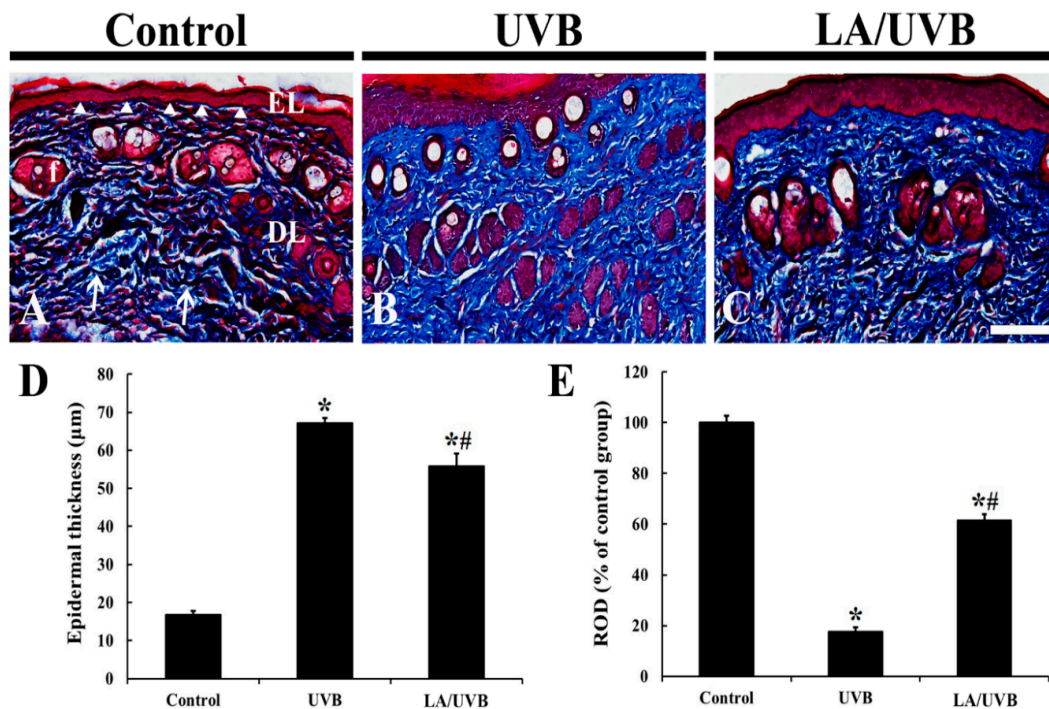 Control UVB LA/UVB
EL
f
DL
A B C
D
E
Epidermal thickness (μm)
80
70
60
50
40
30
20
10
0
*
*#
Control UVB LA/UVB
ROD (% of control group)
120
100
80
60
40
20
0
*
*#
Control UVB LA/UVB